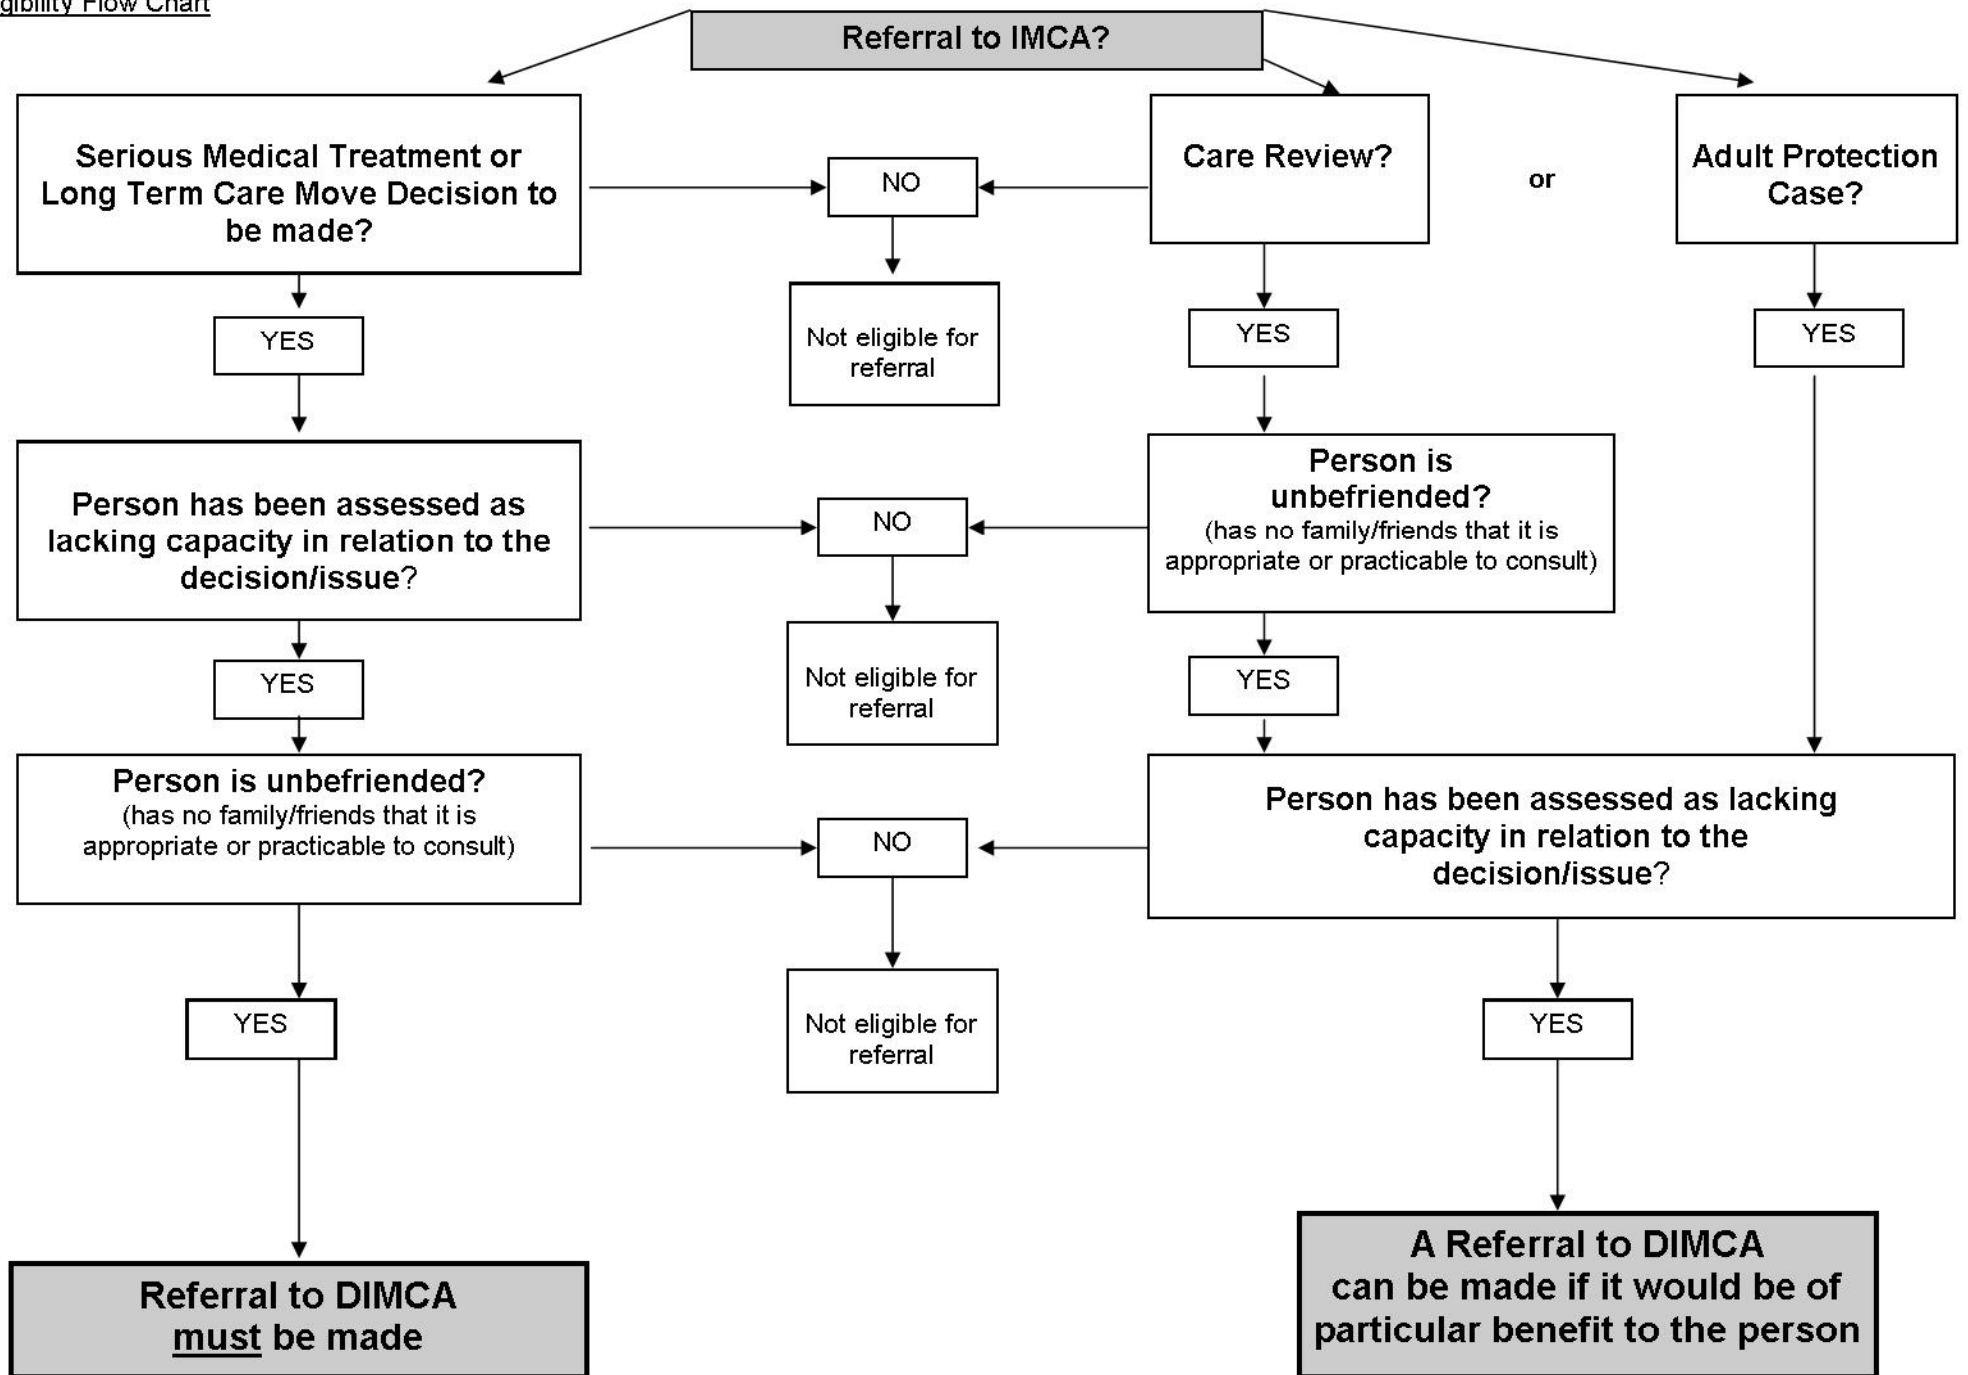 gibility Flow Chart
Referral to IMCA?
Serious Medical Treatment or
Long Term Care Move Decision to
be made?
NO
Care Review?
or
Adult Protection
Case?
YES
Not eligible for
referral
YES
YES
Person has been assessed as
lacking capacity in relation to the
decision/issue?
NO
Person is
unbefriended?
(has no family/friends that it is
appropriate or practicable to consult)
YES
Not eligible for
referral
YES
Person is unbefriended?
(has no family/friends that it is
appropriate or practicable to consult)
NO
Person has been assessed as lacking
capacity in relation to the
decision/issue?
YES
Not eligible for
referral
YES
Referral to DIMCA
must be made
A Referral to DIMCA
can be made if it would be of
particular benefit to the person